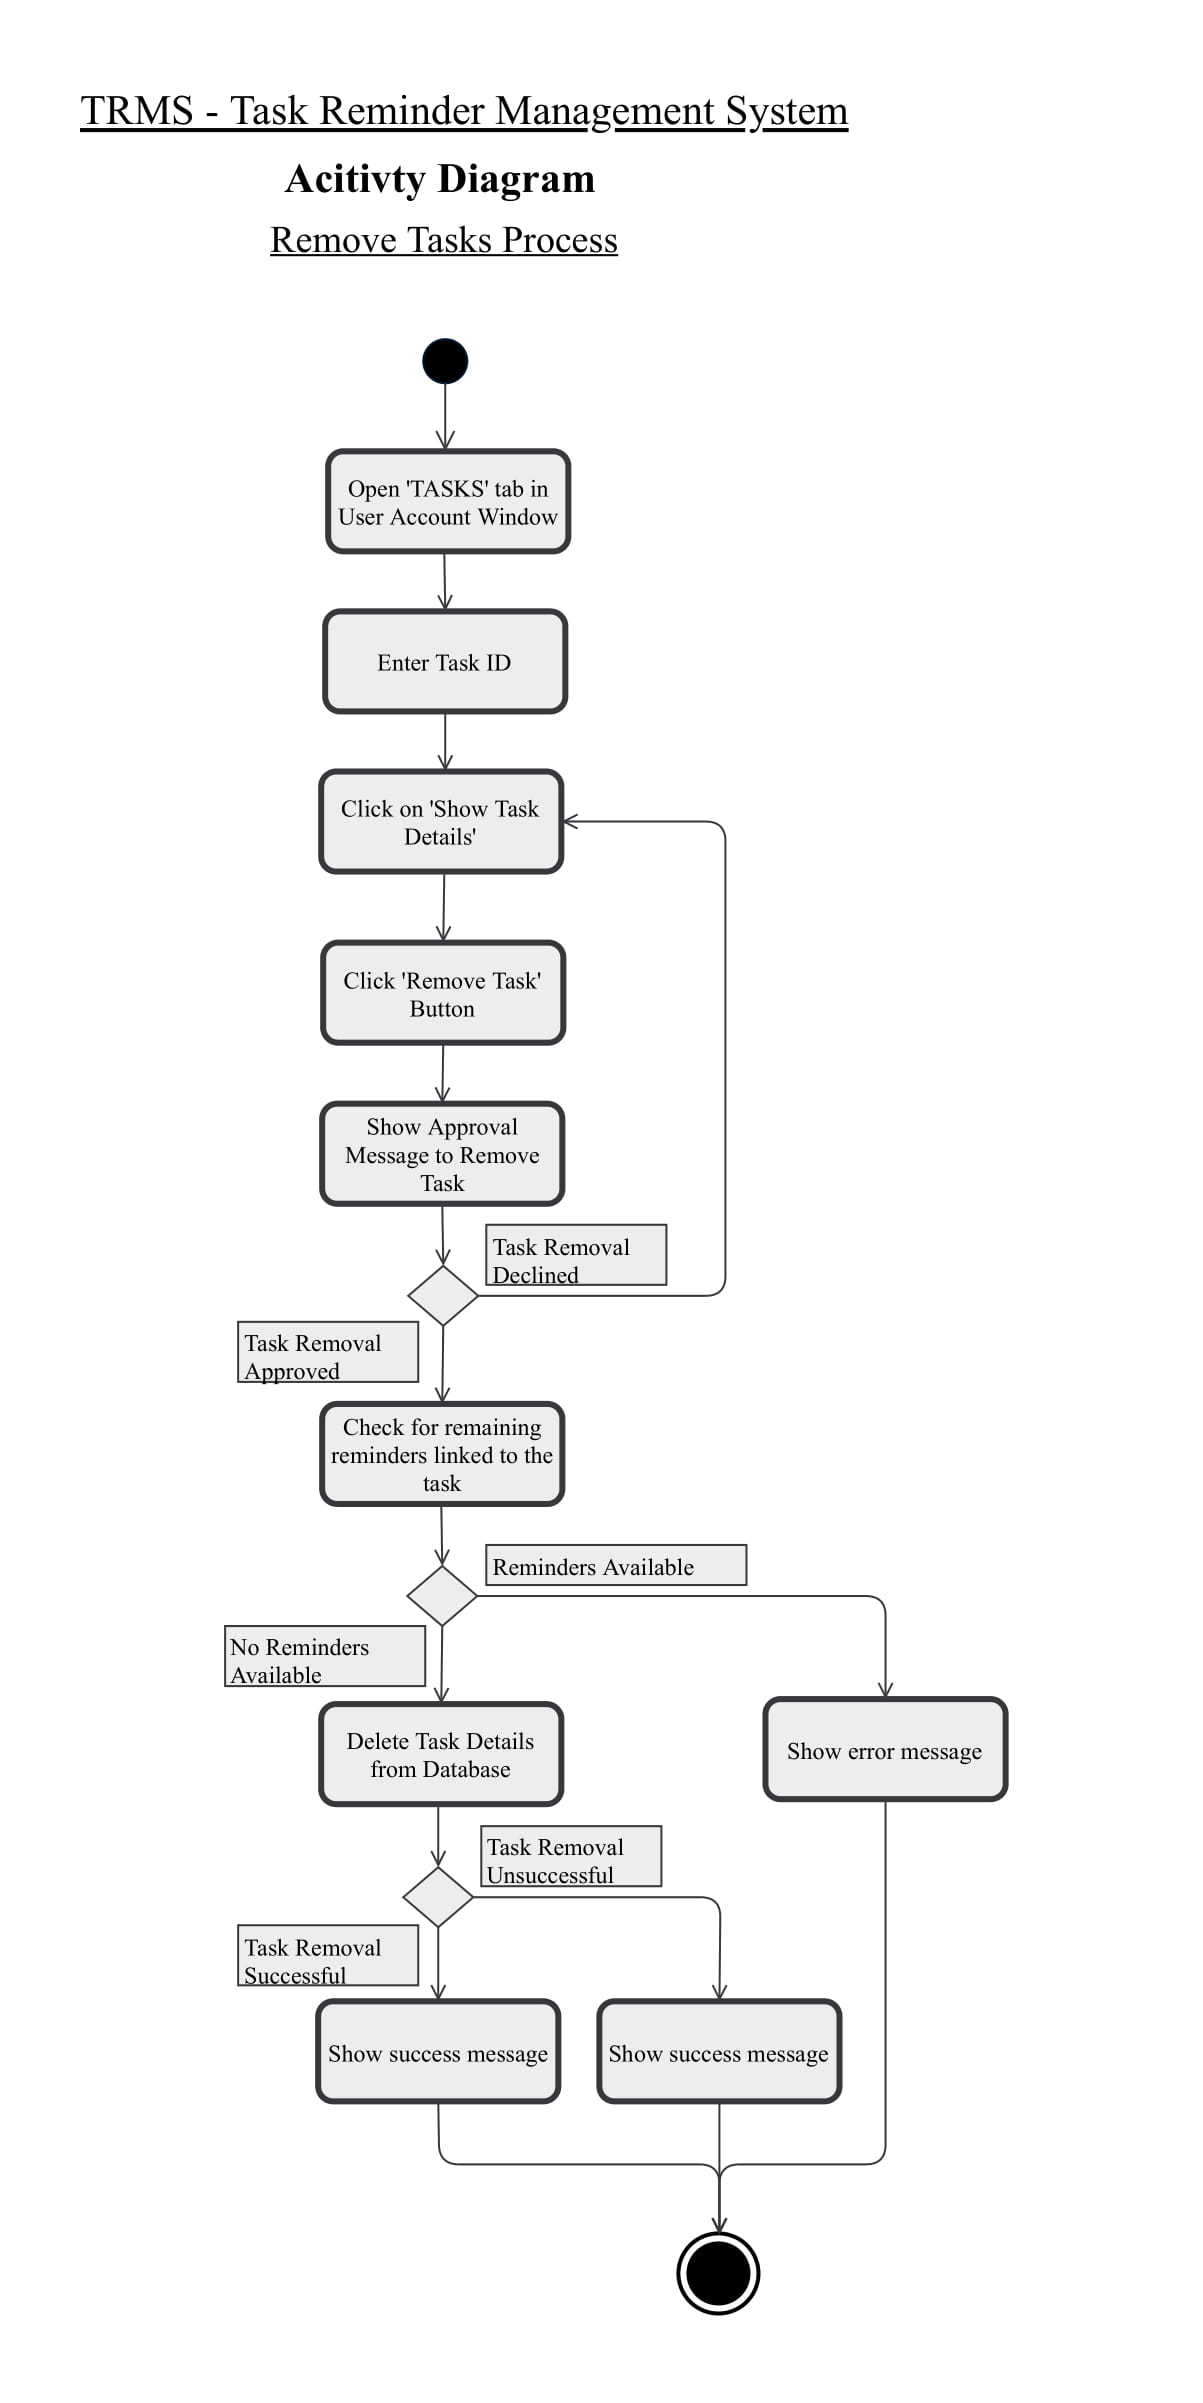 TRMS - Task Reminder Management System
Acitivty Diagram
Remove Tasks Process
Open 'TASKS' tab in
User Account Window
Enter Task ID
Click on 'Show Task
Details'
Click 'Remove Task'
Button
Show Approval
Message to Remove
Task
Task Removal
Declined
Task Removal
Approved
Check for remaining
reminders linked to the
task
Reminders Available
No Reminders
Available
Delete Task Details
from Database
Show error message
Task Removal
Unsuccessful
Task Removal
Successful
Show success message
Show success message